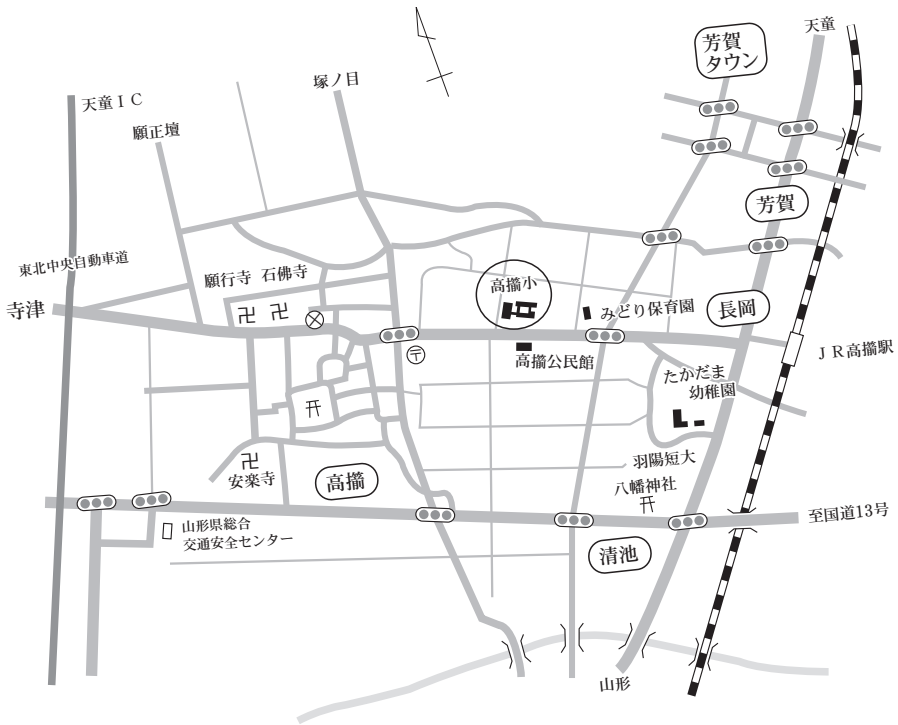 天童
芳賀
タウン
天童ＩＣ
塚ノ目
願正壇
芳賀
東北中央自動車道
願行寺
石佛寺
寺津
高擶小
みどり保育園
長岡
〒
高擶公民館
ＪＲ高擶駅
たかだま
幼稚園
羽陽短大
安楽寺
高擶
八幡神社
山形県総合
交通安全センター
至国道13号
清池
山形